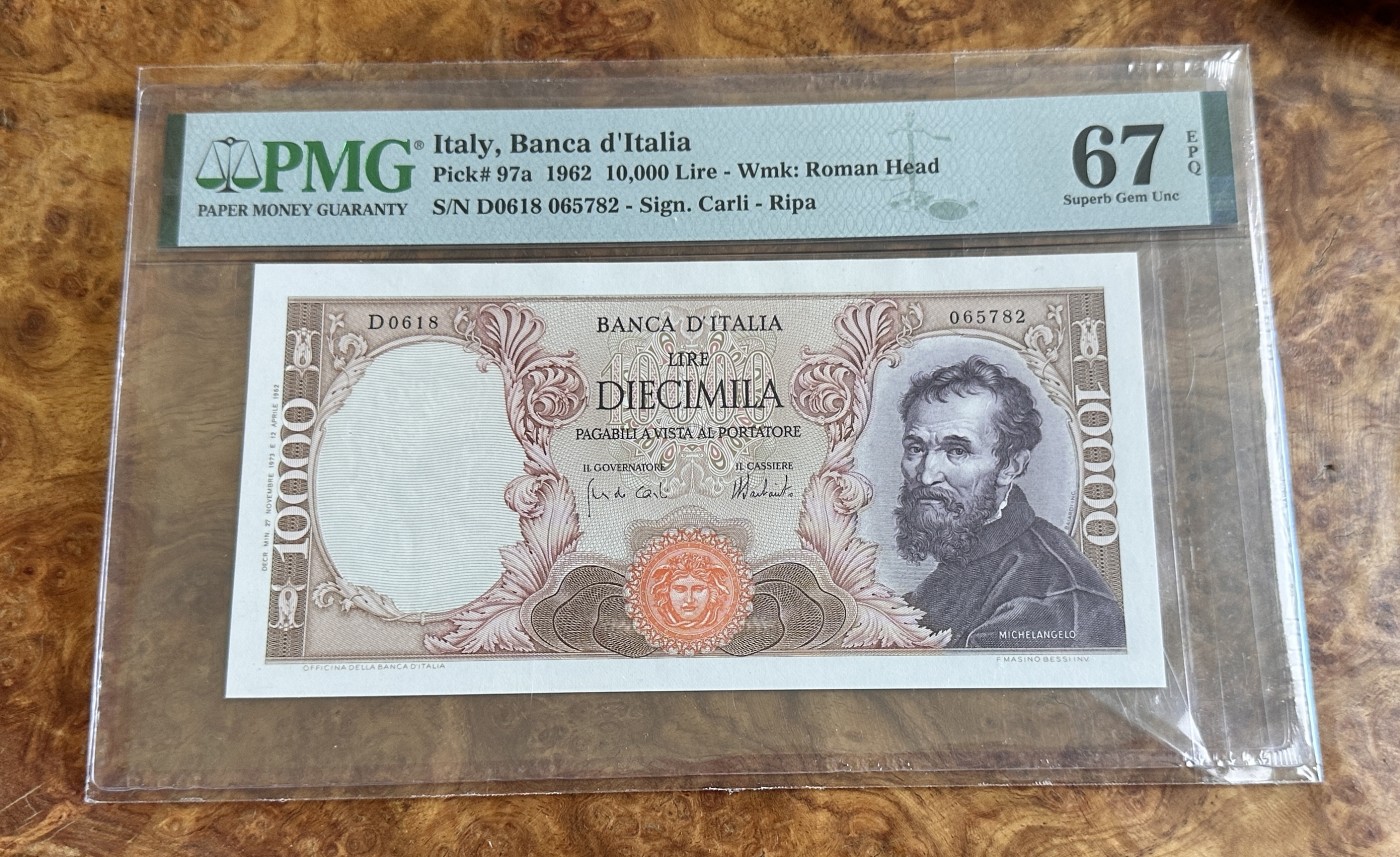 PMG®
PAPER MONEY GUARANTY
Italy, Banca d'Italia
Pick# 97a 1962 10,000 Lire - Wmk: Roman Head
S/N D0618 065782 - Sign. Carli - Ripa
67
EPQ
Superb Gem Unc
D0618
BANCA D'ITALIA
065782
LIRE
DIECIMILA
PAGABILI A VISTA AL PORTATORE
IL GOVERNATORE
IL CASSIERE
10000
10000
10000
MICHELANGELO
OFFICINA DELLA BANCA D'ITALIA
F. MASINO BESSI INV.